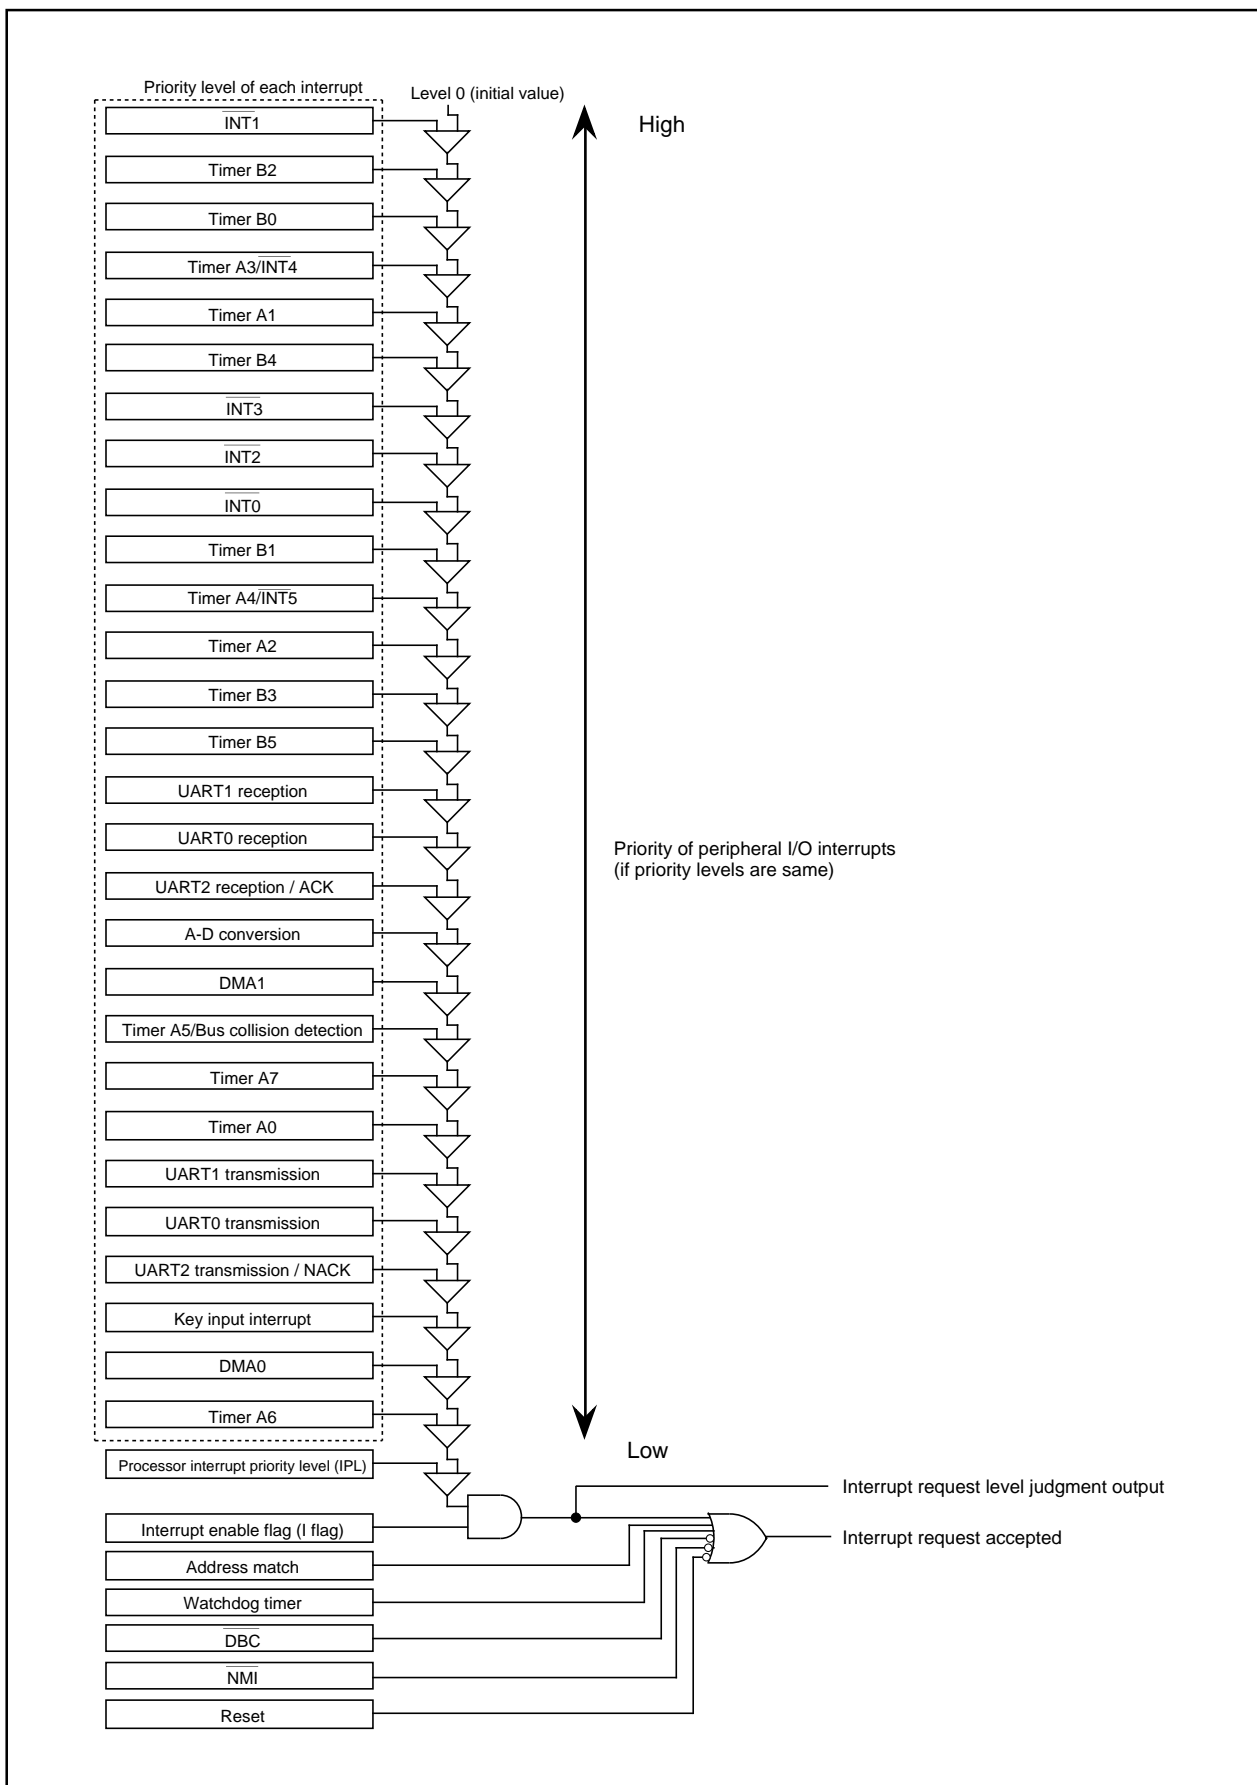 Priority level of each interrupt
Level 0 (initial value)
High
INT1
Timer B2
Timer B0
Timer A3/INT4
Timer A1
Timer B4
INT3
INT2
INT0
Timer B1
Timer A4/INT5
Timer A2
Timer B3
Timer B5
UART1 reception
UART0 reception
Priority of peripheral I/O interrupts
(if priority levels are same)
UART2 reception / ACK
A-D conversion
DMA1
Timer A5/Bus collision detection
Timer A7
Timer A0
UART1 transmission
UART0 transmission
UART2 transmission / NACK
Key input interrupt
DMA0
Timer A6
Low
Processor interrupt priority level (IPL)
Interrupt request level judgment output
Interrupt enable flag (I flag)
Interrupt request accepted
Address match
Watchdog timer
DBC
NMI
Reset